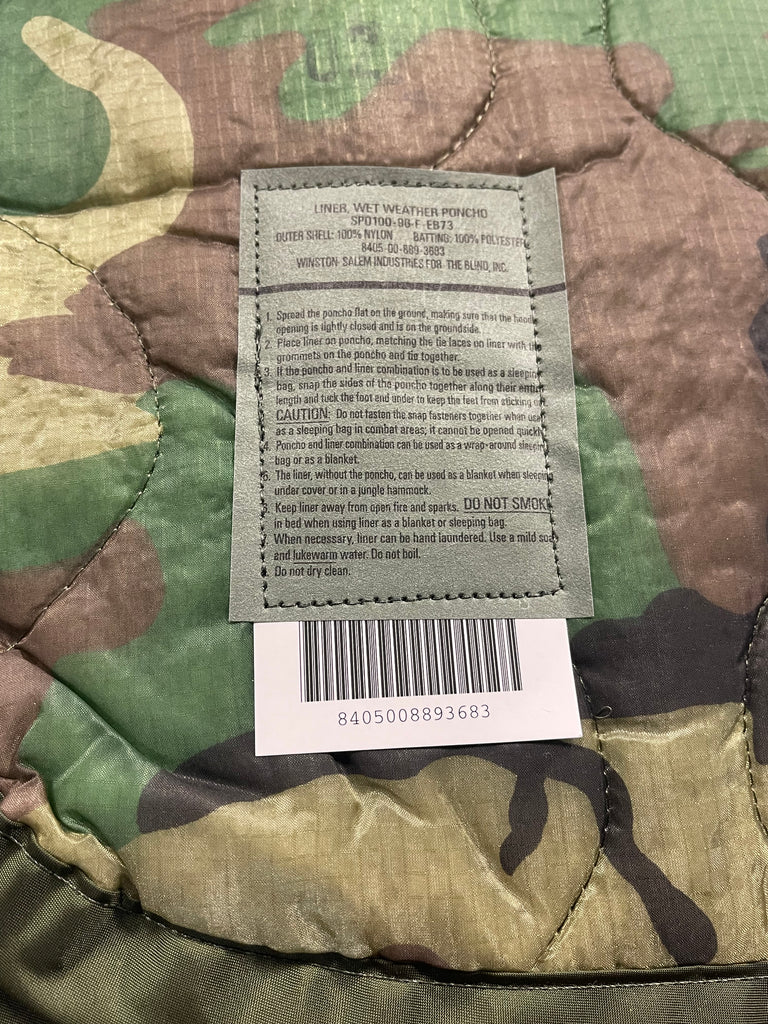 LINER, WET WEATHER PONCHO
SPO100-98-F-EB73
OUTER SHELL: 100% NYLON BATTING: 100% POLYESTER
8405-00-889-3683
WINSTON-SALEM INDUSTRIES FOR THE BLIND, INC.
1. Spread the poncho flat on the ground, making sure that the hood
opening is tightly closed and is on the groundside.
2. Place liner on poncho, matching the tie laces on liner with the
grommets on the poncho and tie together.
3. If the poncho and liner combination is to be used as a sleeping
bag, snap the sides of the poncho together along their entire
length and tuck the foot end under to keep the feet from sticking
CAUTION: Do not fasten the snap fasteners together when used
as a sleeping bag in combat areas; it cannot be opened quickly
4. Poncho and liner combination can be used as a wrap-around sleeping
bag or as a blanket.
5. The liner, without the poncho, can be used as a blanket when sleeping
under cover or in a jungle hammock.
6. Keep liner away from open fire and sparks. DO NOT SMOK
in bed when using liner as a blanket or sleeping bag.
7. When necessary, liner can be hand laundered. Use a mild soap
and lukewarm water. Do not boil.
8. Do not dry clean.
8405008893683